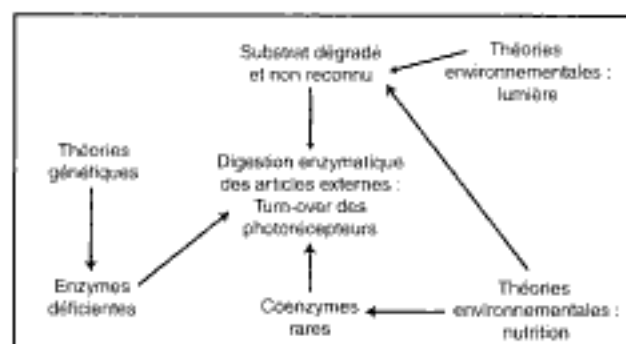 Substrat dégradé
et non reconnu
Théories
environnementales :
lumière
Théories
génétiques
Digestion enzymatique
des articles externes :
Turn-over des
photorécepteurs
Enzymes
déficientes
Coenzymes
rares
Théories
environnementales :
nutrition